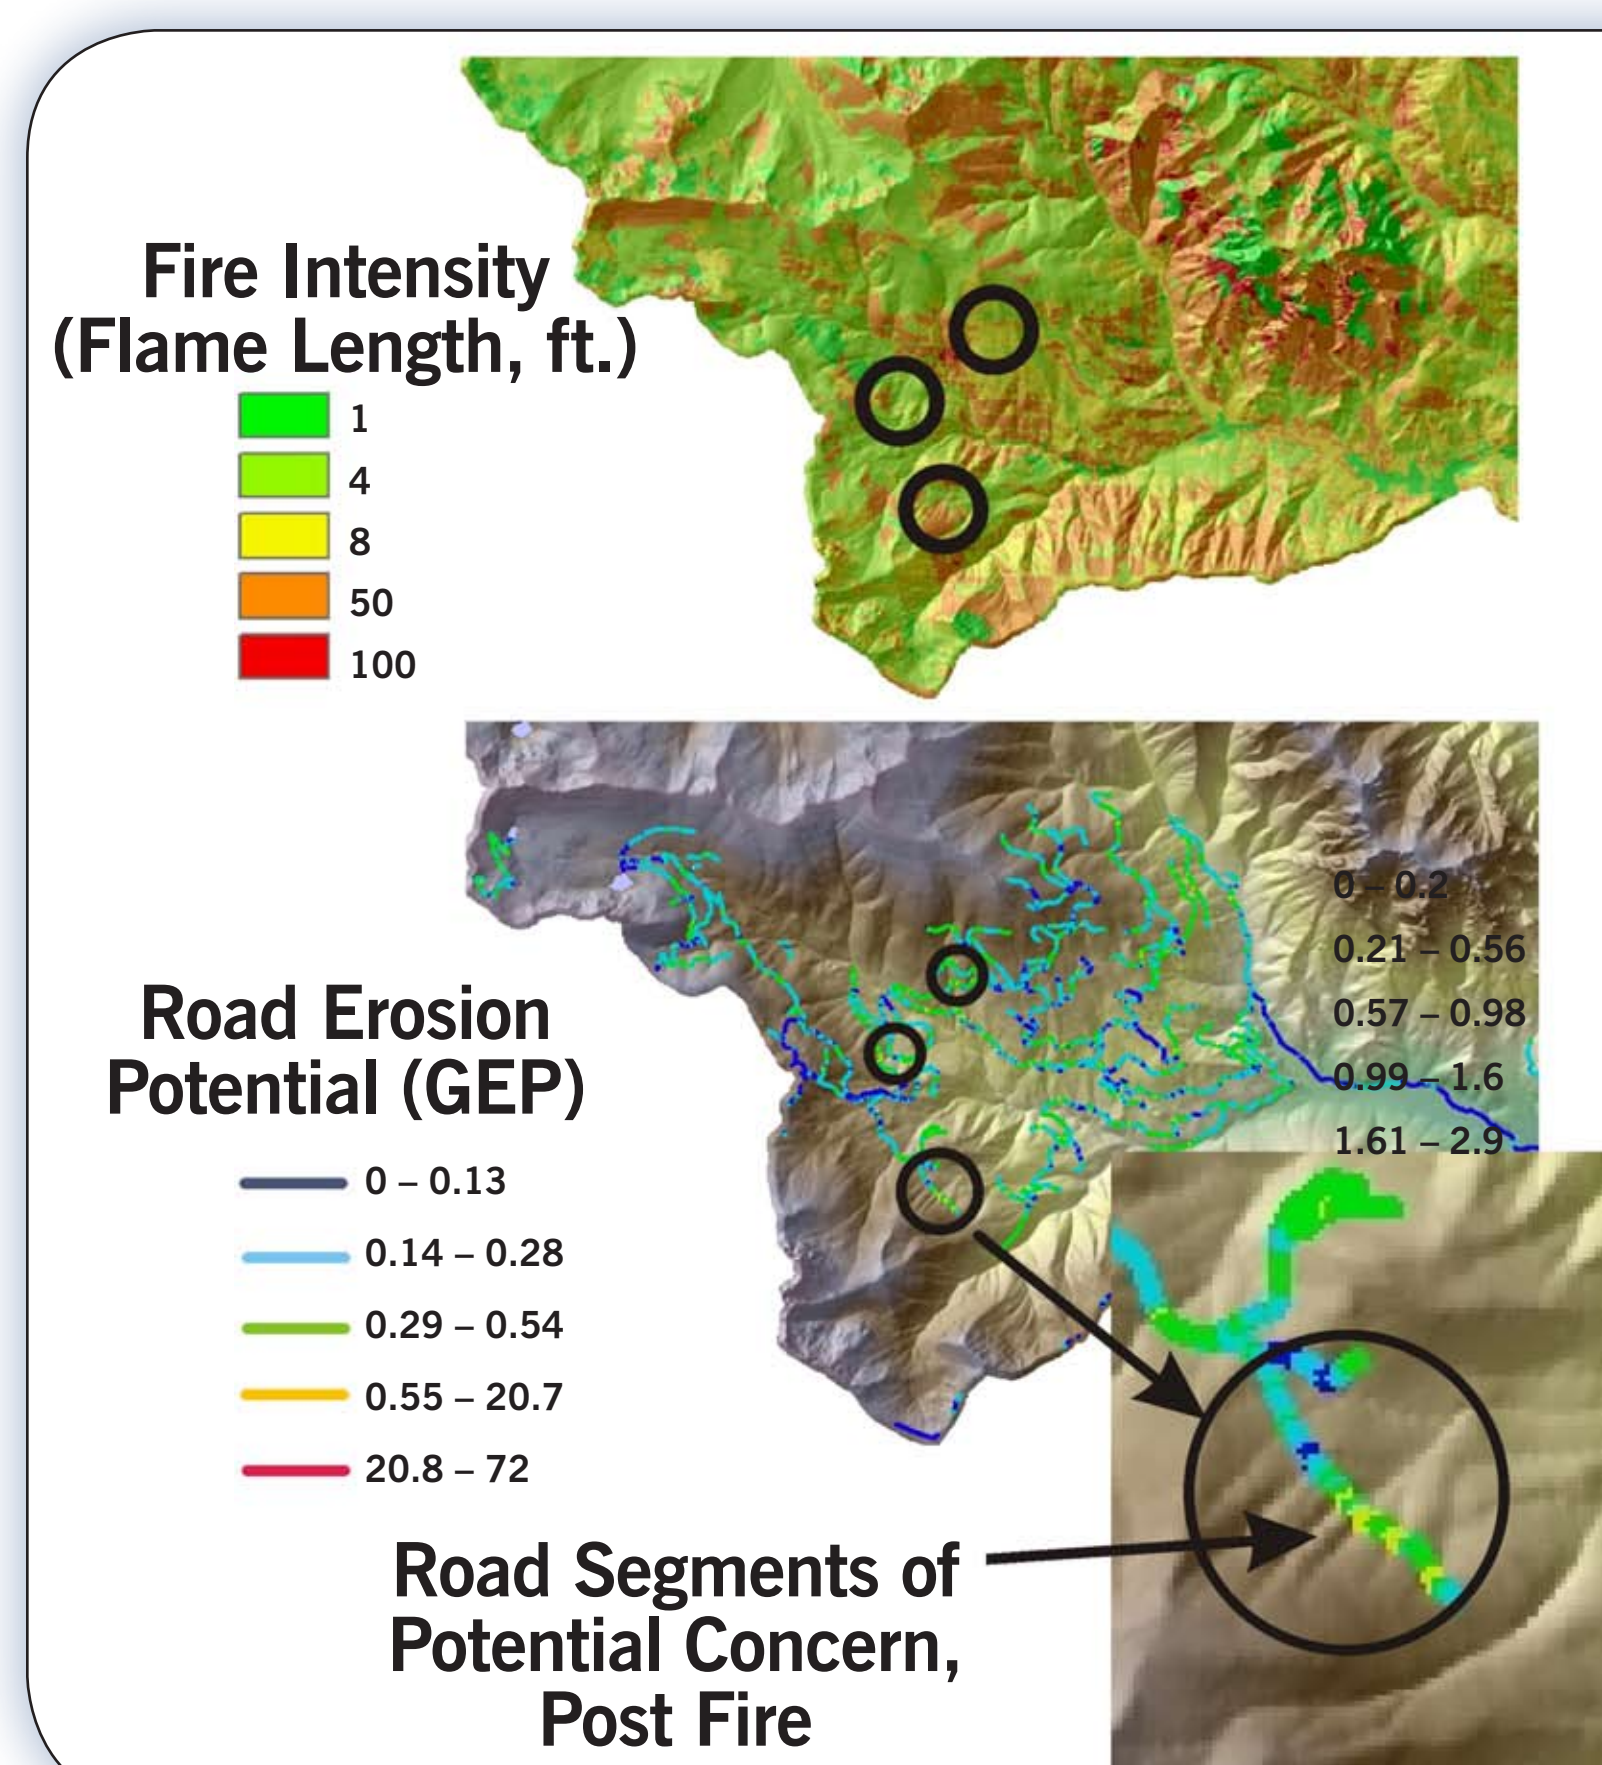 Fire Intensity
(Flame Length, ft.)
1
4
8
50
100
0 – 0.2
0.21 – 0.56
0.57 – 0.98
0.99 – 1.6
1.61 – 2.9
Road Erosion
Potential (GEP)
0 – 0.13
0.14 – 0.28
0.29 – 0.54
0.55 – 20.7
20.8 – 72
Road Segments of
Potential Concern,
Post Fire